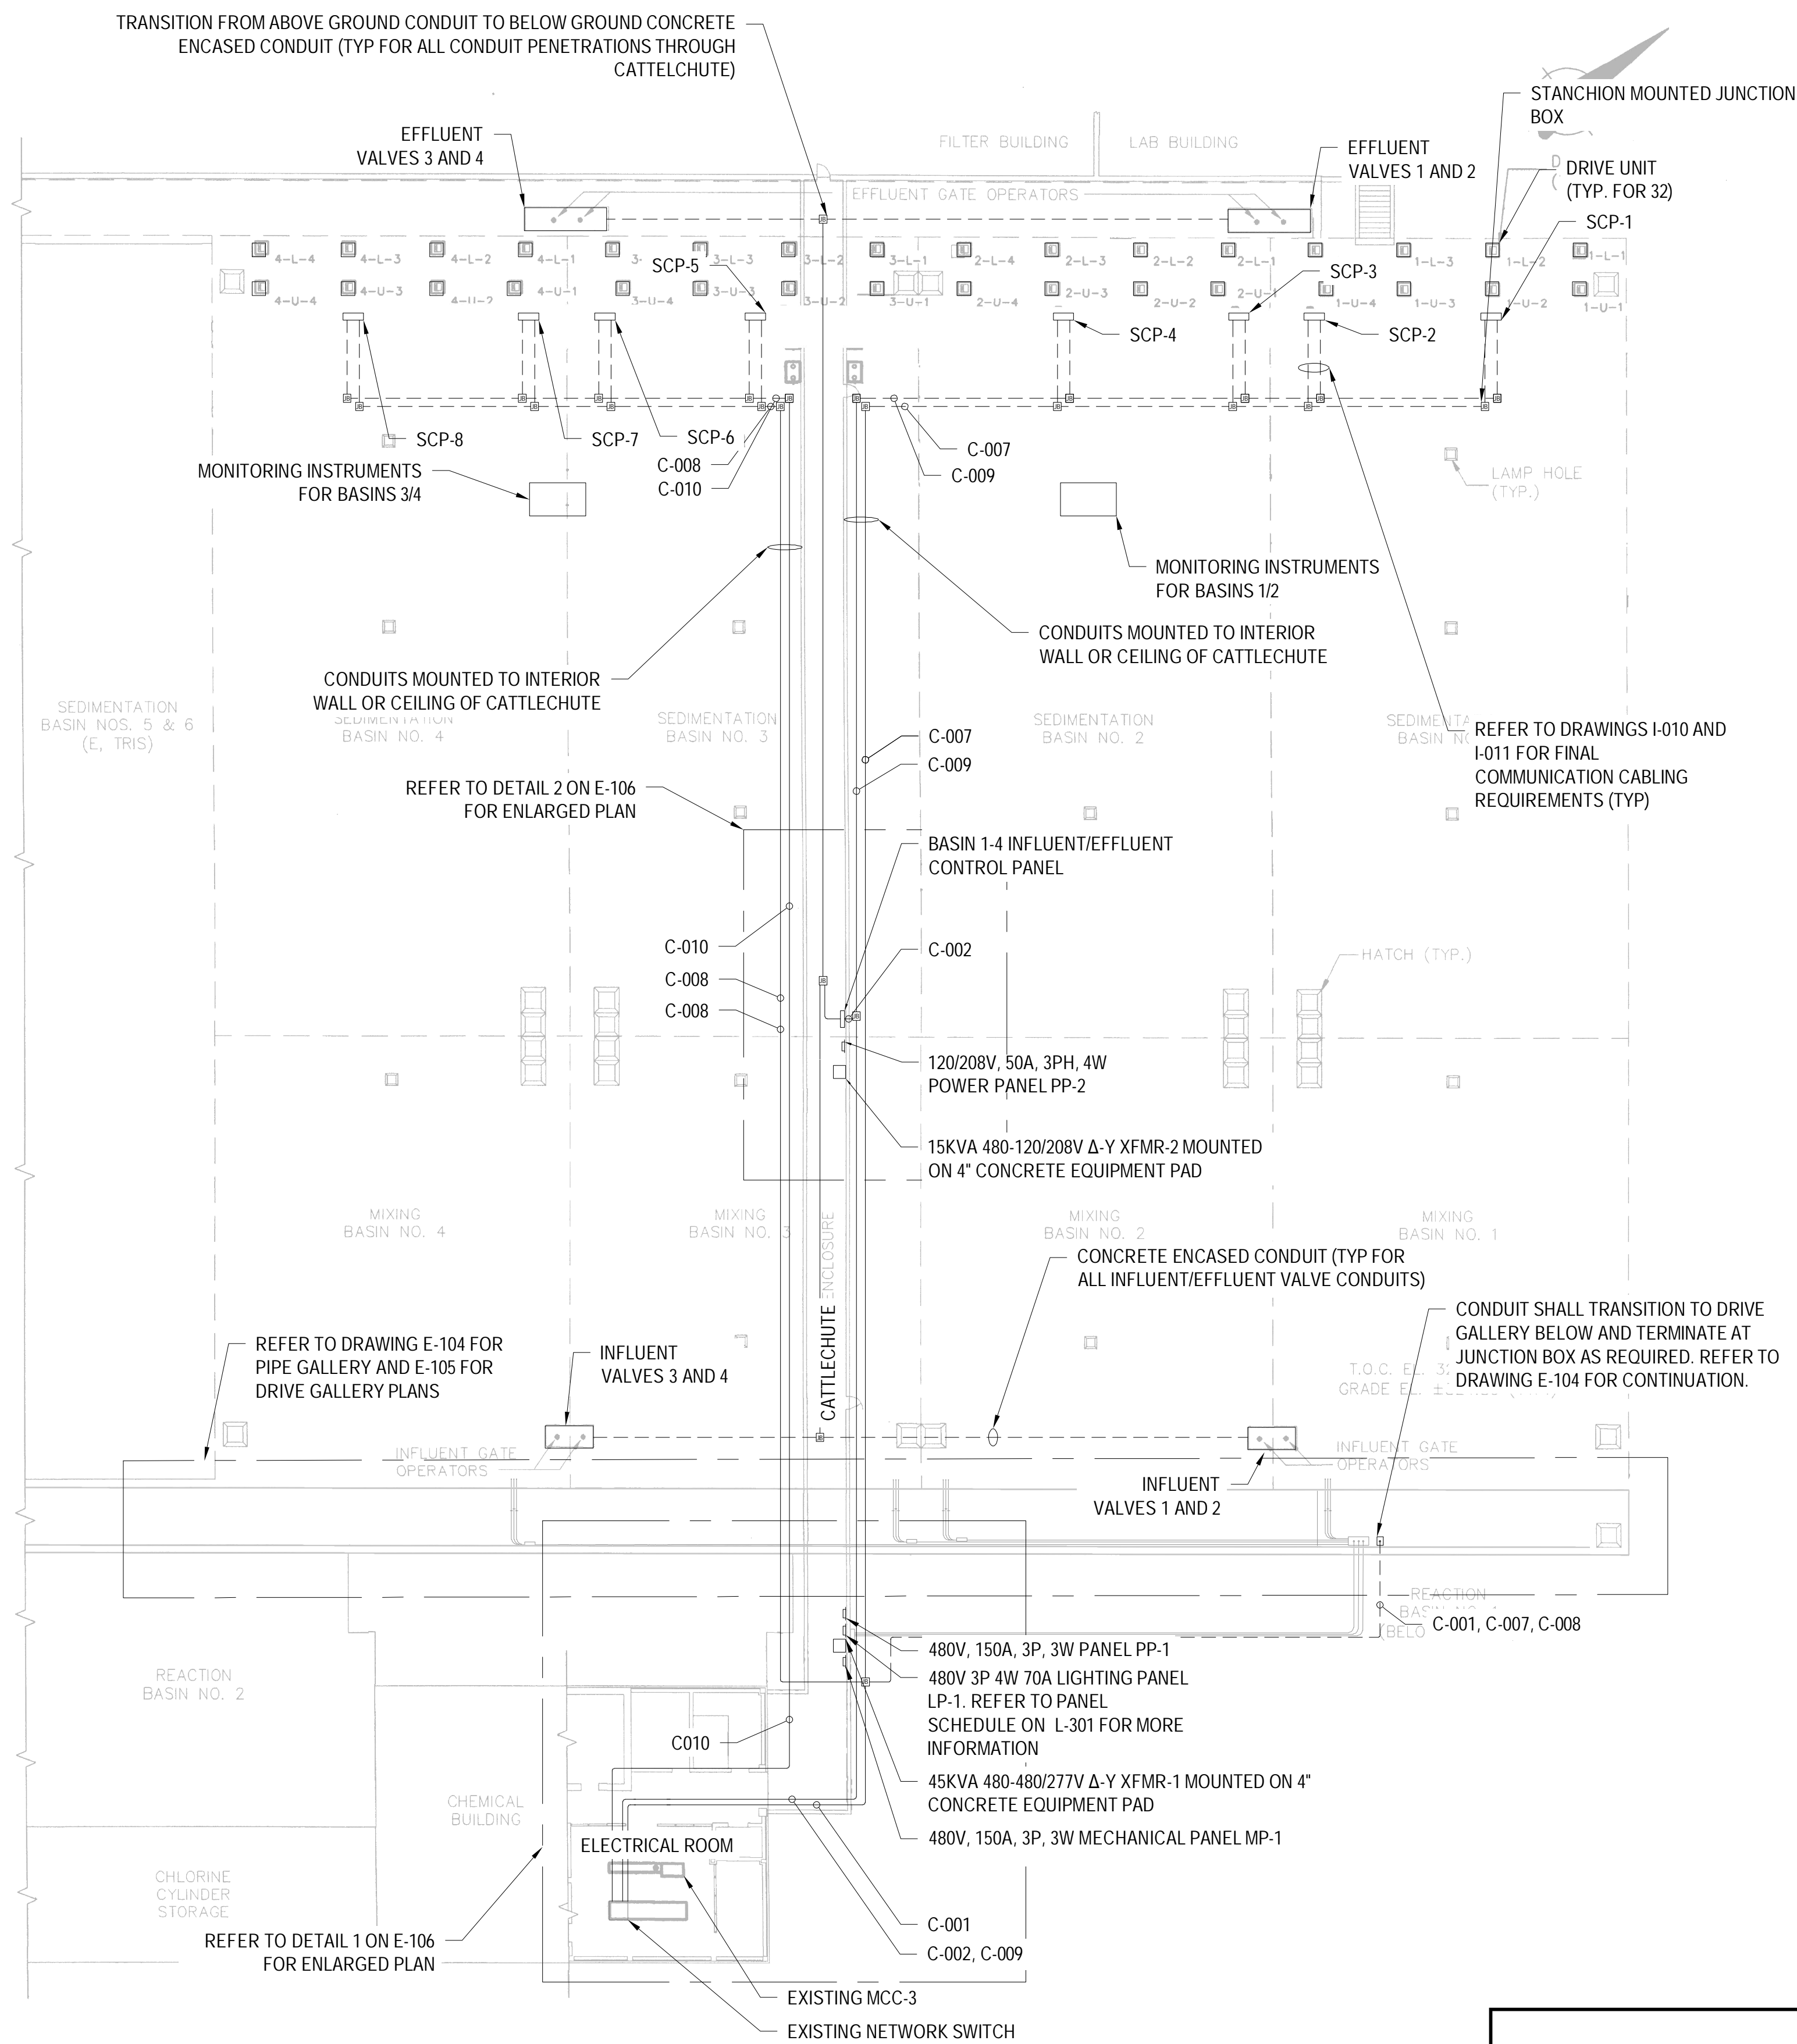 TRANSITION FROM ABOVE GROUND CONDUIT TO BELOW GROUND CONCRETE
ENCASED CONDUIT (TYP FOR ALL CONDUIT PENETRATIONS THROUGH
CATTELCHUTE)
STANCHION MOUNTED JUNCTION
BOX
EFFLUENT
VALVES 3 AND 4
FILTER BUILDING
LAB BUILDING
EFFLUENT
VALVES 1 AND 2
DRIVE UNIT
(TYP. FOR 32)
EFFLUENT GATE OPERATORS
SCP-1
4-L-4
4-L-3
4-L-2
4-L-1
3-L-3
3-L-2
3-L-1
2-L-4
2-L-3
2-L-2
2-L-1
1-L-3
1-L-2
1-L-1
SCP-5
SCP-3
4-U-4
4-U-3
4-U-2
4-U-1
3-U-4
3-U-3
3-U-2
3-U-1
2-U-4
2-U-3
2-U-2
2-U-1
1-U-4
1-U-3
1-U-2
1-U-1
SCP-4
SCP-2
SCP-8
SCP-7
SCP-6
C-008
C-010
C-007
C-009
MONITORING INSTRUMENTS
FOR BASINS 3/4
LAMP HOLE
(TYP.)
MONITORING INSTRUMENTS
FOR BASINS 1/2
CONDUITS MOUNTED TO INTERIOR
WALL OR CEILING OF CATTLECHUTE
CONDUITS MOUNTED TO INTERIOR
WALL OR CEILING OF CATTLECHUTE
SEDIMENTATION
BASIN NOS. 5 & 6
(E, TRIS)
SEDIMENTATION
BASIN NO. 4
SEDIMENTATION
BASIN NO. 3
SEDIMENTATION
BASIN NO. 2
REFER TO DRAWINGS I-010 AND
I-011 FOR FINAL
COMMUNICATION CABLING
REQUIREMENTS (TYP)
C-007
C-009
REFER TO DETAIL 2 ON E-106
FOR ENLARGED PLAN
BASIN 1-4 INFLUENT/EFFLUENT
CONTROL PANEL
C-010
C-002
HATCH (TYP.)
C-008
C-008
120/208V, 50A, 3PH, 4W
POWER PANEL PP-2
15KVA 480-120/208V Δ-Y XFMR-2 MOUNTED
ON 4" CONCRETE EQUIPMENT PAD
MIXING
BASIN NO. 4
MIXING
BASIN NO. 3
MIXING
BASIN NO. 2
MIXING
BASIN NO. 1
CATTLECHUTE
ENCLOSURE
CONCRETE ENCASED CONDUIT (TYP FOR
ALL INFLUENT/EFFLUENT VALVE CONDUITS)
CONDUIT SHALL TRANSITION TO DRIVE
GALLERY BELOW AND TERMINATE AT
JUNCTION BOX AS REQUIRED. REFER TO
DRAWING E-104 FOR CONTINUATION.
REFER TO DRAWING E-104 FOR
PIPE GALLERY AND E-105 FOR
DRIVE GALLERY PLANS
INFLUENT
VALVES 3 AND 4
T.O.C. EL.
GRADE EL.
INFLUENT GATE
OPERATORS
INFLUENT GATE
OPERATORS
INFLUENT
VALVES 1 AND 2
REACTION
C-001, C-007, C-008
480V, 150A, 3P, 3W PANEL PP-1
480V 3P 4W 70A LIGHTING PANEL
LP-1. REFER TO PANEL
SCHEDULE ON L-301 FOR MORE
INFORMATION
REACTION
BASIN NO. 2
C010
45KVA 480-480/277V Δ-Y XFMR-1 MOUNTED ON 4"
CONCRETE EQUIPMENT PAD
CHEMICAL
BUILDING
480V, 150A, 3P, 3W MECHANICAL PANEL MP-1
ELECTRICAL ROOM
CHLORINE
CYLINDER
STORAGE
C-001
C-002, C-009
REFER TO DETAIL 1 ON E-106
FOR ENLARGED PLAN
EXISTING MCC-3
EXISTING NETWORK SWITCH